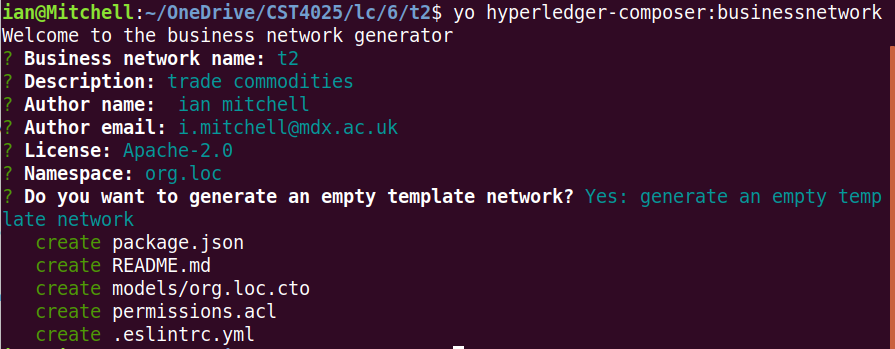 ian@Mitchell:~/OneDrive/CST4025/lc/6/t2$ yo hyperledger-composer:businessnetwork
Welcome to the business network generator
? Business network name: t2
? Description: trade commodities
? Author name:  ian mitchell
? Author email: i.mitchell@mdx.ac.uk
? License: Apache-2.0
? Namespace: org.loc
? Do you want to generate an empty template network? Yes: generate an empty temp
late network
   create package.json
   create README.md
   create models/org.loc.cto
   create permissions.acl
   create .eslintrc.yml